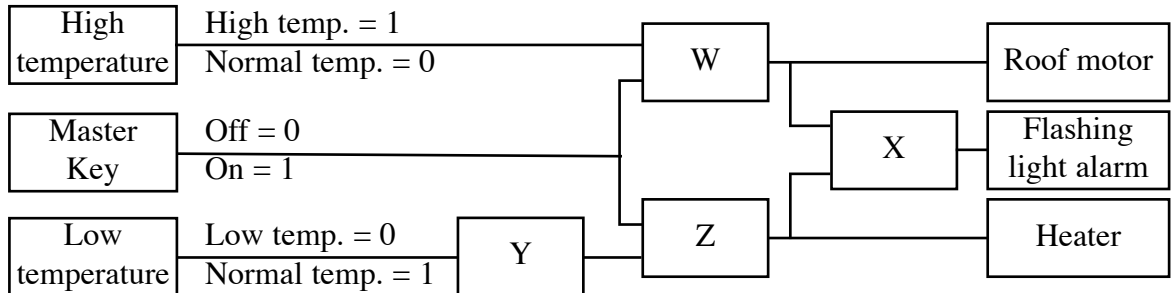 High
temperature
High temp. = 1
Normal temp. = 0
W
Roof motor
Master
Key
Off = 0
On = 1
X
Flashing
light alarm
Low
temperature
Low temp. = 0
Normal temp. = 1
Y
Z
Heater